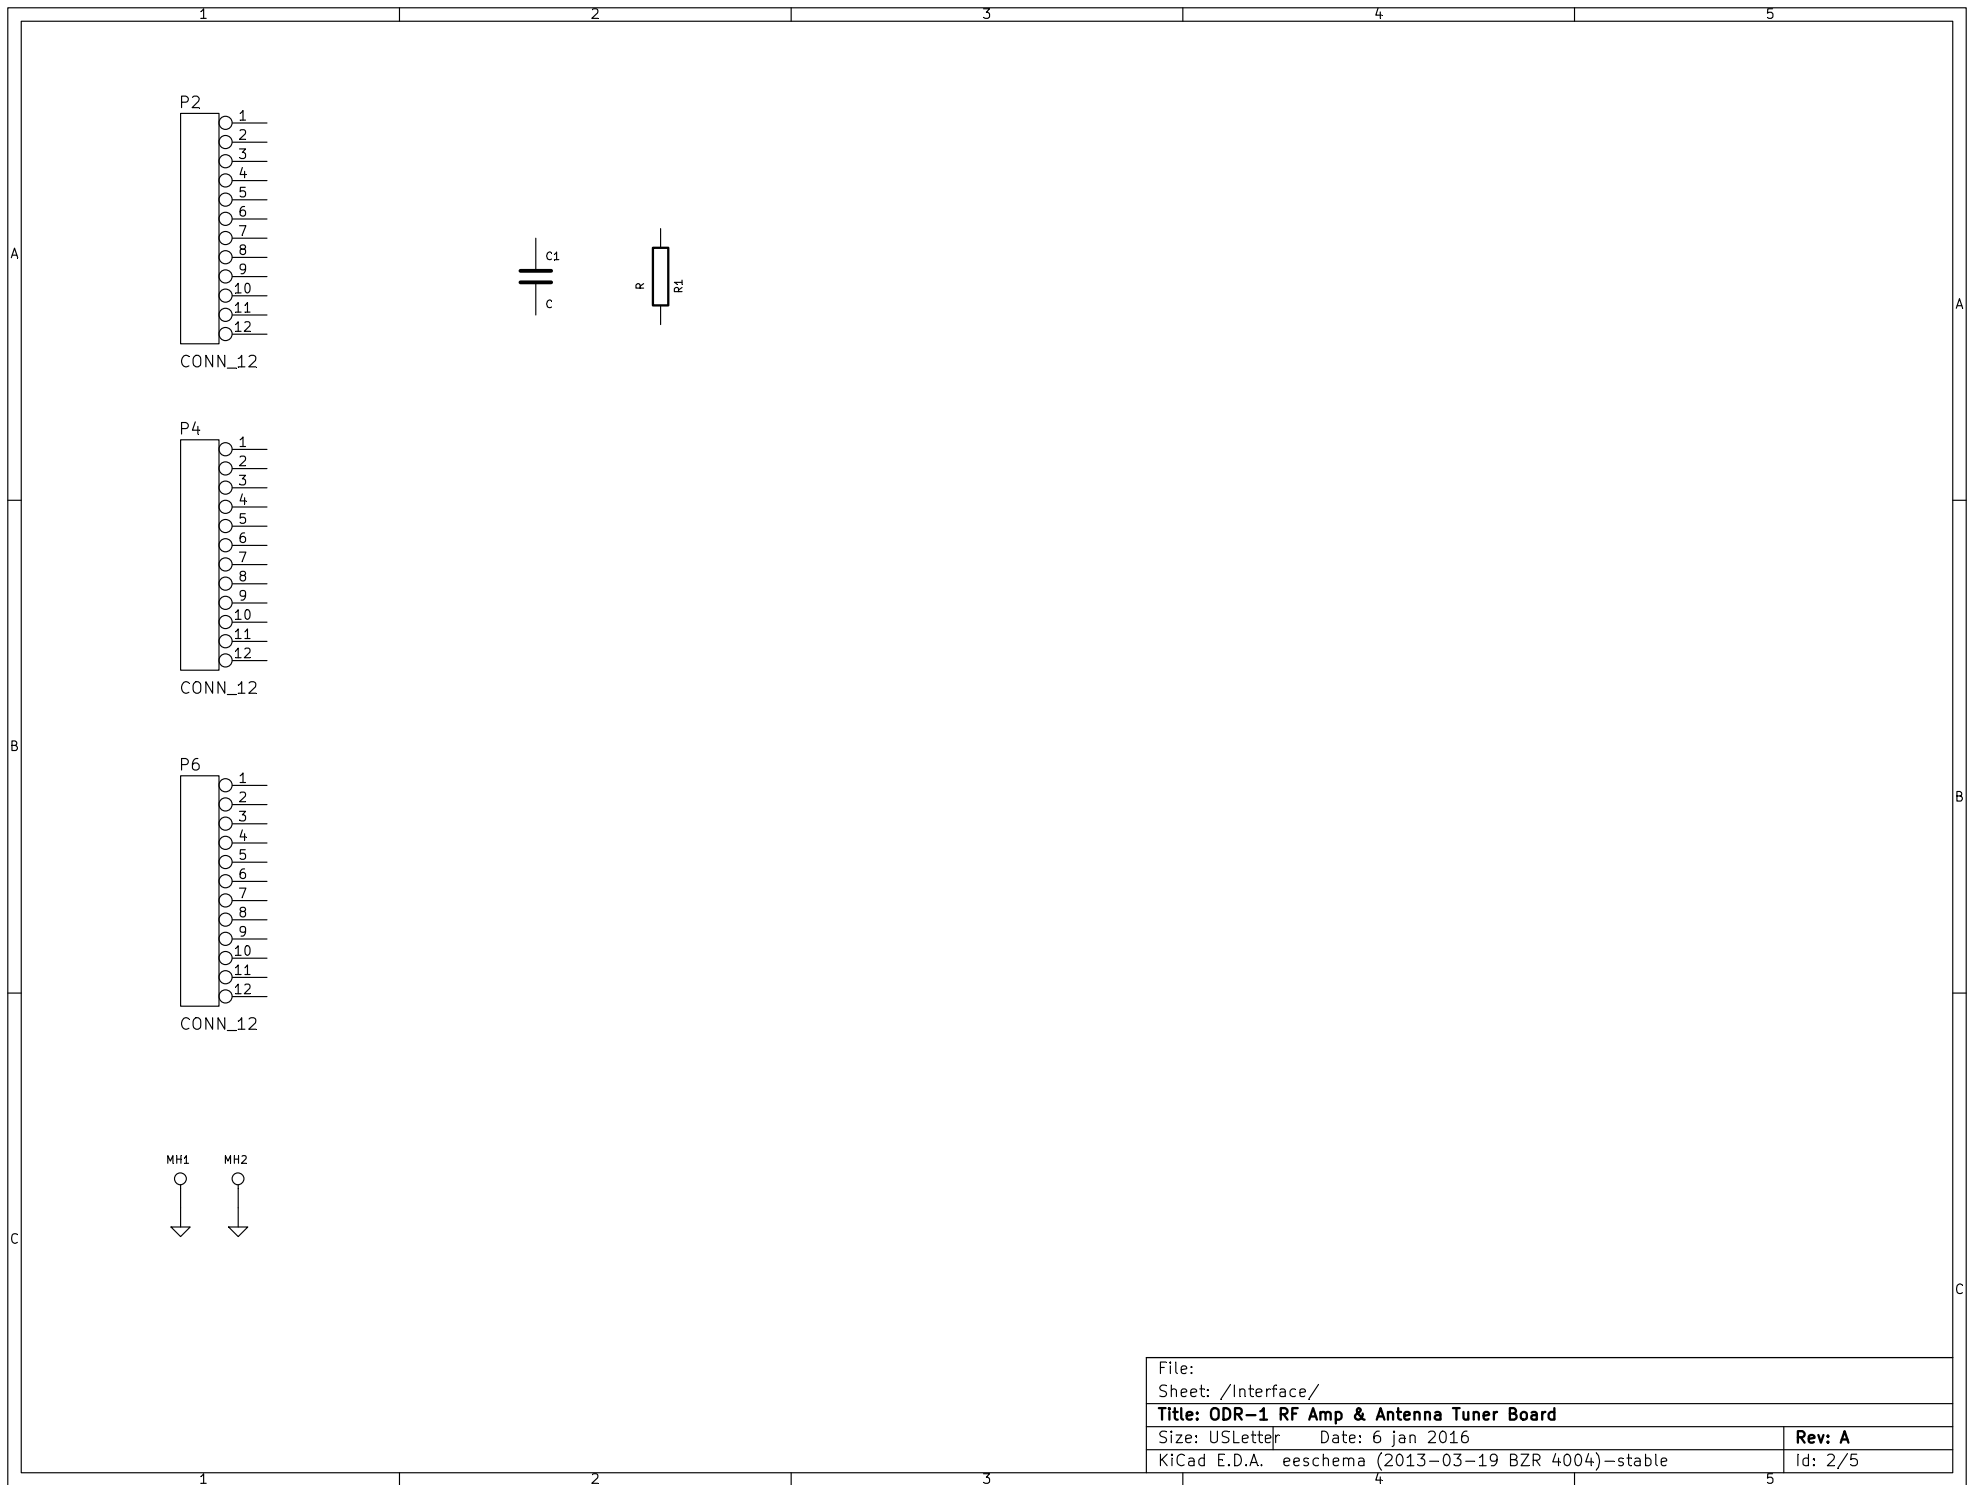 1 2 3 4 5
P2
1
2
3
4
5
6
7
8
9
10
11
12
CONN_12
C1
C
R
R1
A
A
P4
1
2
3
4
5
6
7
8
9
10
11
12
CONN_12
B
B
P6
1
2
3
4
5
6
7
8
9
10
11
12
CONN_12
MH1 MH2
C
C
File:
Sheet: /Interface/
Title: ODR-1 RF Amp & Antenna Tuner Board
Size: USLetter Date: 6 jan 2016 Rev: A
KiCad E.D.A. eeschema (2013-03-19 BZR 4004)-stable Id: 2/5
1 2 3 4 5